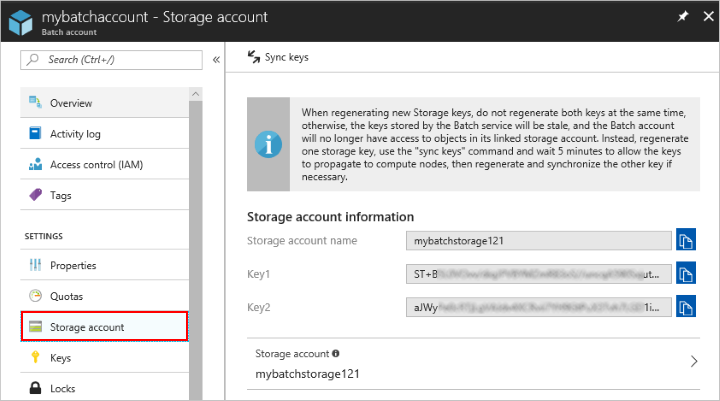 mybatchaccount - Storage account
Batch account
Search (Ctrl+/)
Overview
Activity log
Access control (IAM)
Tags
SETTINGS
Properties
Quotas
Storage account
Keys
Locks
Sync keys
When regenerating new Storage keys, do not regenerate both keys at the same time,
otherwise, the keys stored by the Batch service will be stale, and the Batch account
will no longer have access to objects in its linked storage account. Instead, regenerate
one storage key, use the "sync keys" command and wait 5 minutes to allow the keys
to propagate to compute nodes, then regenerate and synchronize the other key if
necessary.
Storage account information
Storage account name
mybatchstorage121
Key1
ST+B ut...
Key2
aJWy 1i...
Storage account
mybatchstorage121